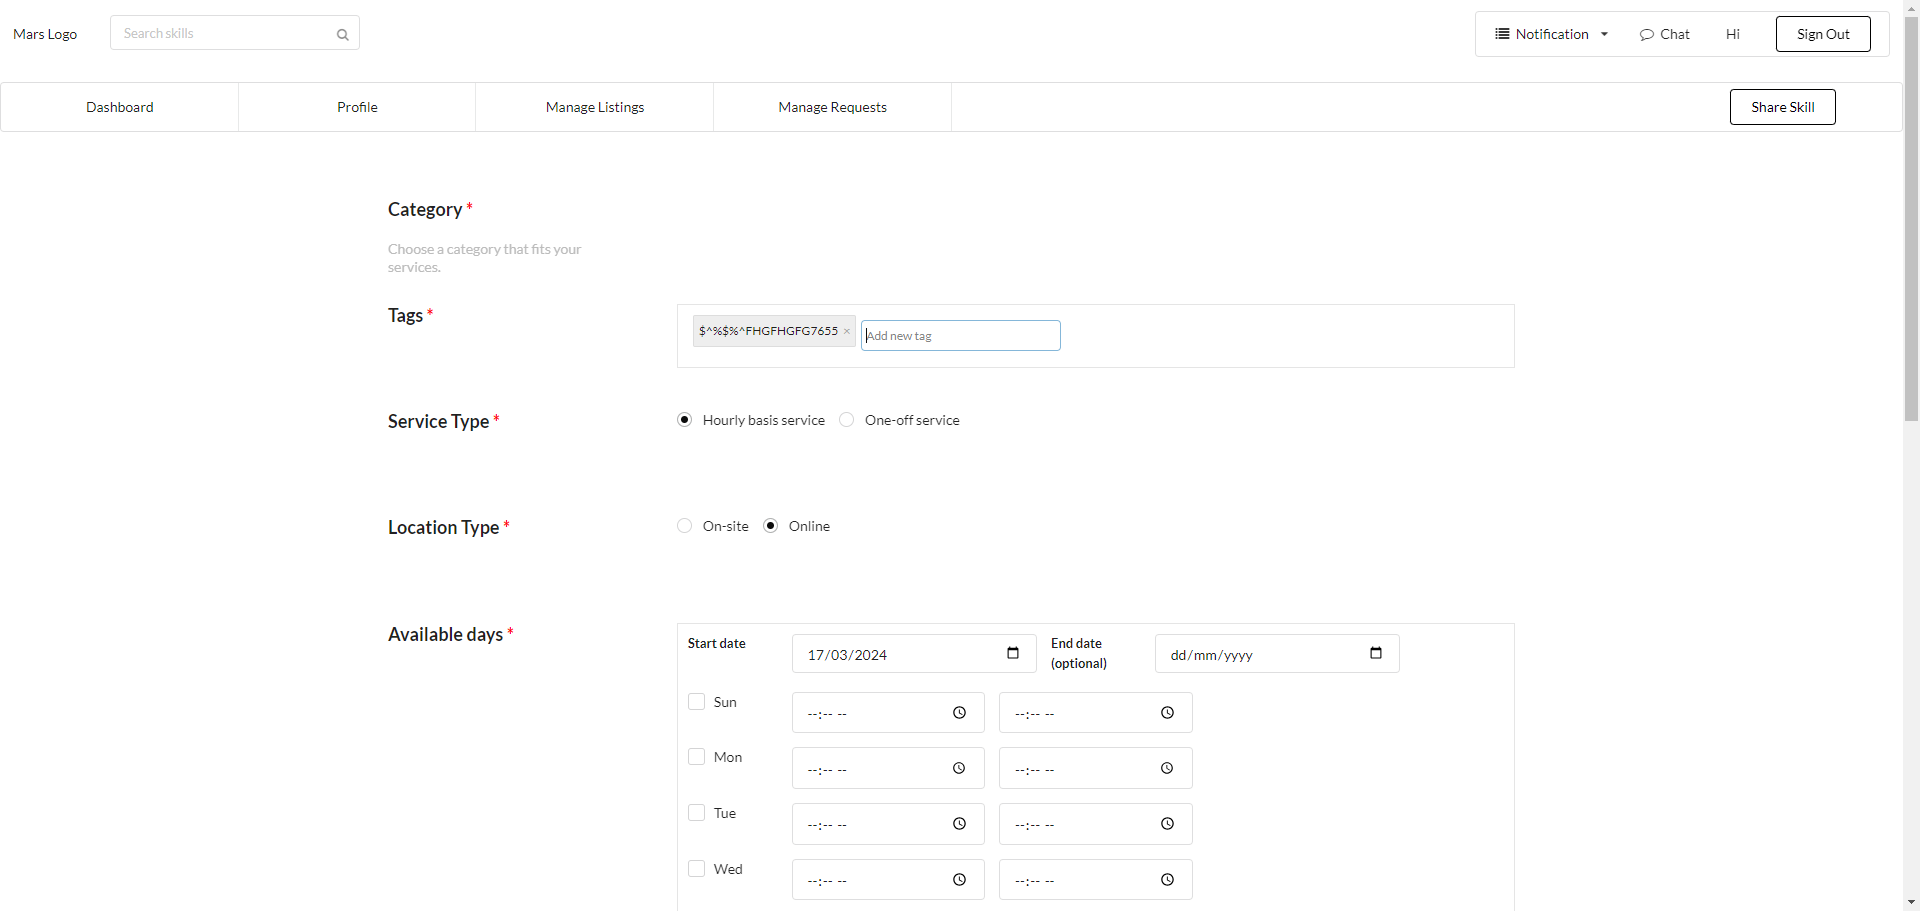 Mars Logo
Search skills
Notification
Chat
Hi
Sign Out
Dashboard
Profile
Manage Listings
Manage Requests
Share Skill
Category *
Choose a category that fits your
services.
Tags *
$^%$%^FHGFHGFG7655 ×
Add new tag
Service Type *
Hourly basis service
One-off service
Location Type *
On-site
Online
Available days *
Start date
17/03/2024
End date
(optional)
dd/mm/yyyy
Sun
--:-- --
--:-- --
Mon
--:-- --
--:-- --
Tue
--:-- --
--:-- --
Wed
--:-- --
--:-- --